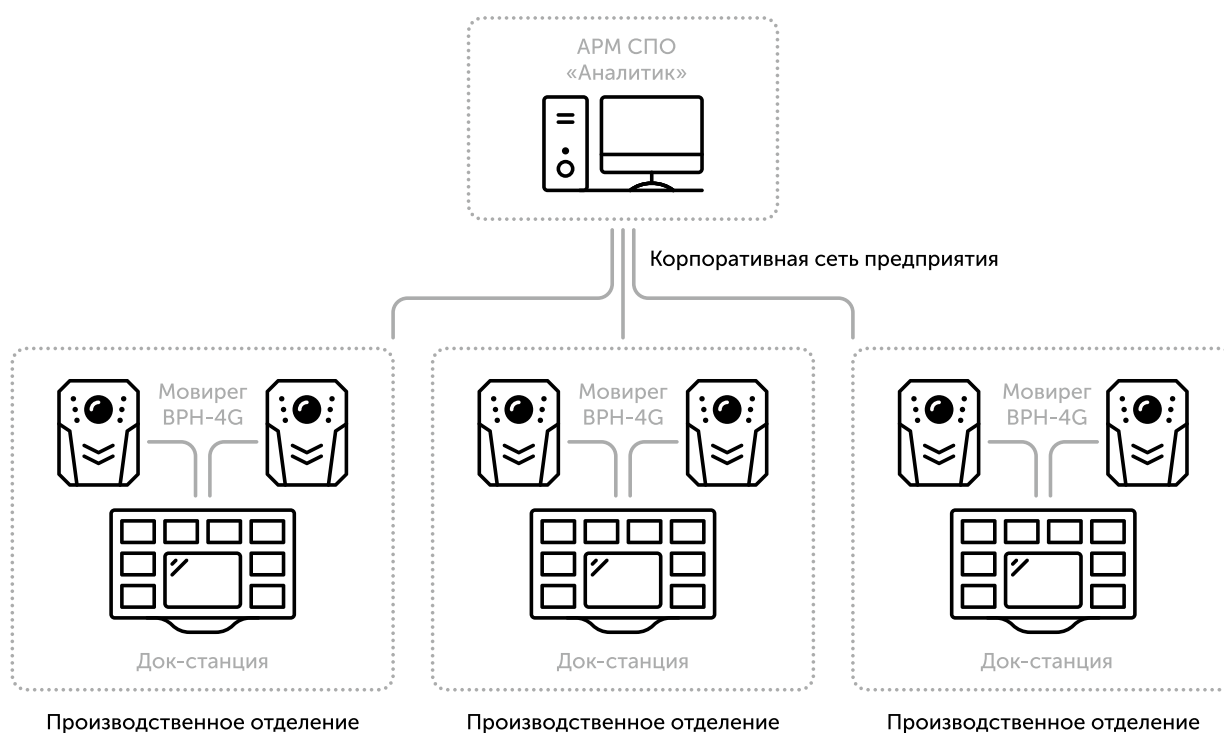 АРМ СПО
«Аналитик»
Корпоративная сеть предприятия
Мовирег
ВРН-4G
Мовирег
ВРН-4G
Мовирег
ВРН-4G
Док-станция
Док-станция
Док-станция
Производственное отделение
Производственное отделение
Производственное отделение